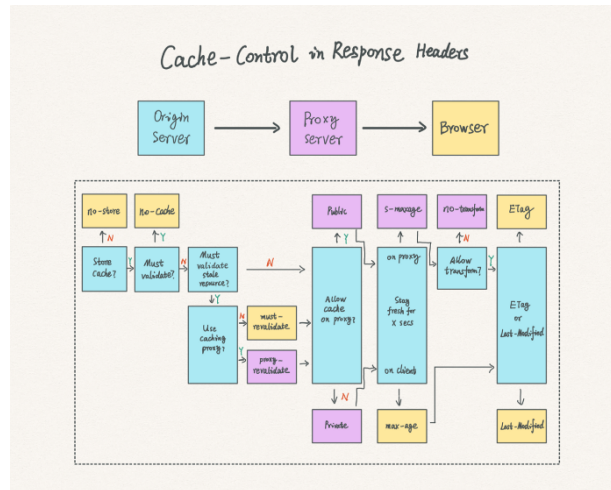 Cache-Control in Response Headers
Origin
Server
Proxy
server
Browser
no-store
no-cache
Public
s-maxage
no-transform
ETag
N
Y
Y
Y
N
Store
cache?
Y
Must
validate?
N
Must
validate
stale
resource?
N
Allow
cache
on proxy?
on proxy
Stay
fresh for
X secs
on clients
Allow
transform?
Y
ETag
or
Last-Modified
Y
Use
caching
proxy?
N
must-
revalidate
Y
proxy-
revalidate
N
Private
max-age
Last-Modified